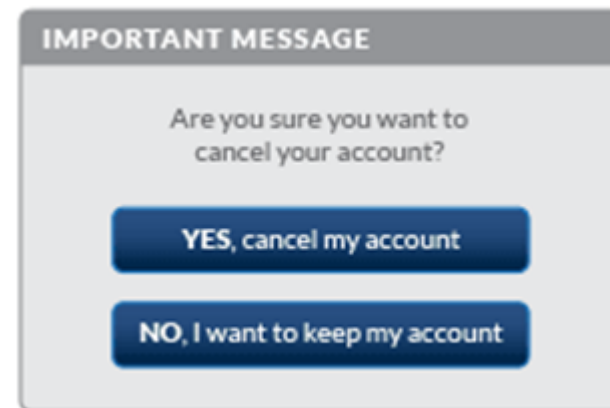 IMPORTANT MESSAGE
Are you sure you want to
cancel your account?
YES, cancel my account
NO, I want to keep my account